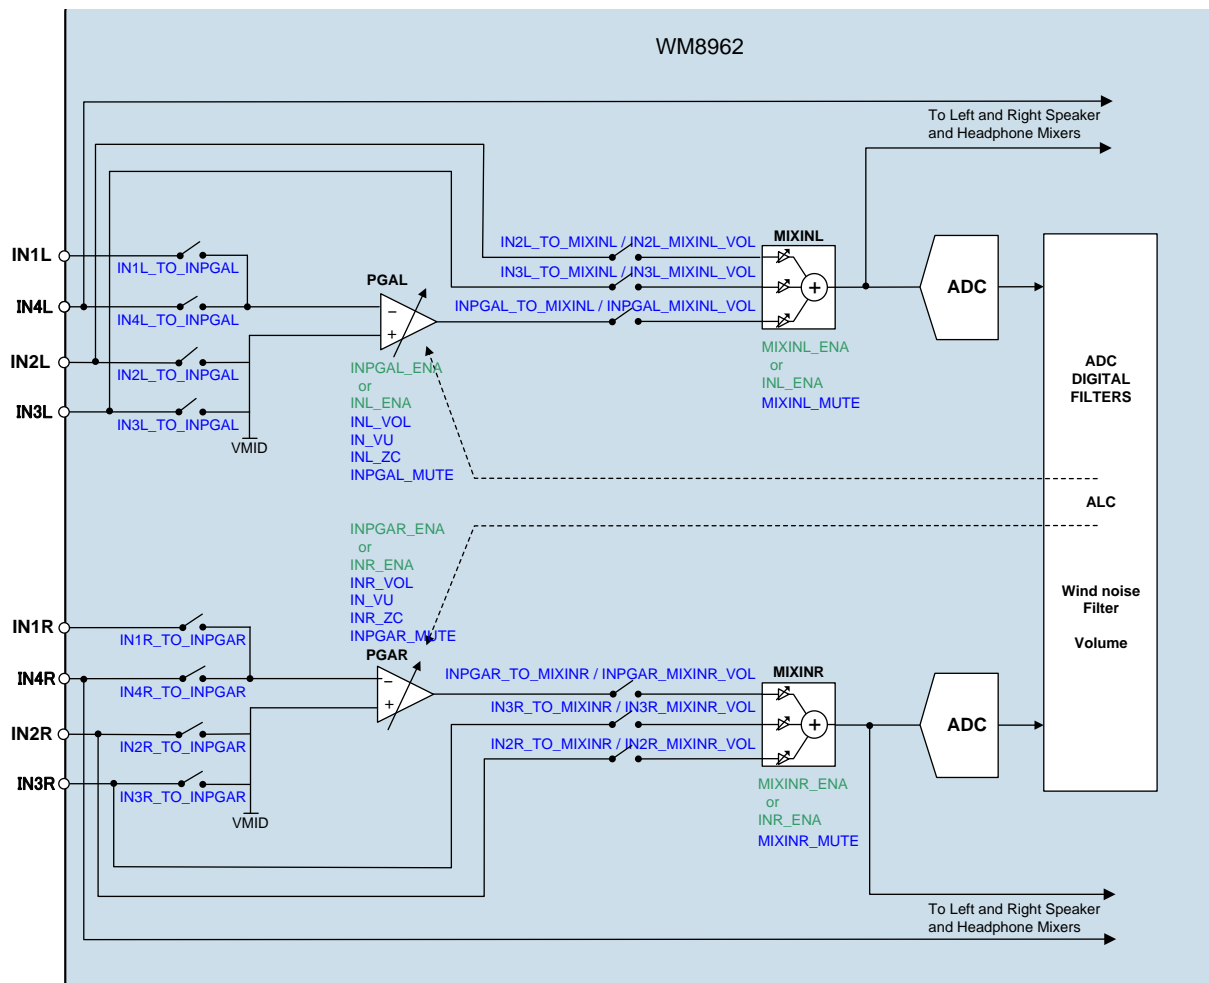 WM8962
To Left and Right Speaker
and Headphone Mixers
IN1L
IN1L_TO_INPGAL
IN4L
IN4L_TO_INPGAL
IN2L
IN2L_TO_INPGAL
IN3L
IN3L_TO_INPGAL
VMID
PGAL
−
+
INPGAL_ENA
or
INL_ENA
INL_VOL
IN_VU
INL_ZC
INPGAL_MUTE
IN2L_TO_MIXINL / IN2L_MIXINL_VOL
IN3L_TO_MIXINL / IN3L_MIXINL_VOL
INPGAL_TO_MIXINL / INPGAL_MIXINL_VOL
MIXINL
+
MIXINL_ENA
or
INL_ENA
MIXINL_MUTE
ADC
ADC
DIGITAL
FILTERS
ALC
Wind noise
Filter
Volume
INPGAR_ENA
or
INR_ENA
INR_VOL
IN_VU
INR_ZC
INPGAR_MUTE
PGAR
−
+
IN1R
IN1R_TO_INPGAR
IN4R
IN4R_TO_INPGAR
IN2R
IN2R_TO_INPGAR
IN3R
IN3R_TO_INPGAR
VMID
INPGAR_TO_MIXINR / INPGAR_MIXINR_VOL
IN3R_TO_MIXINR / IN3R_MIXINR_VOL
IN2R_TO_MIXINR / IN2R_MIXINR_VOL
MIXINR
+
MIXINR_ENA
or
INR_ENA
MIXINR_MUTE
ADC
To Left and Right Speaker
and Headphone Mixers